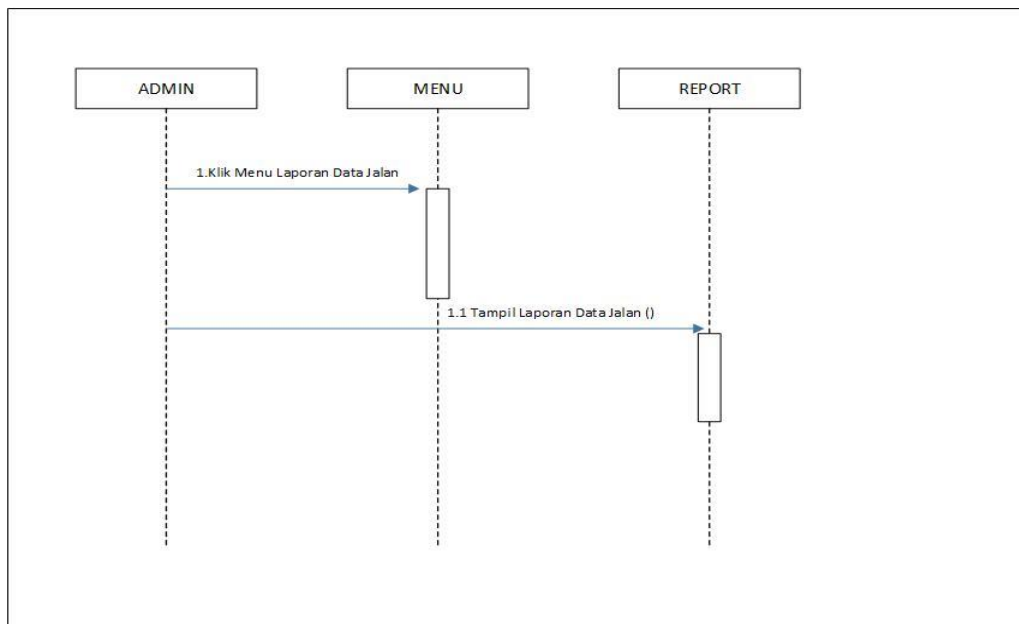 ADMIN
MENU
REPORT
1.Klik Menu Laporan Data Jalan
1.1 Tampil Laporan Data Jalan ()